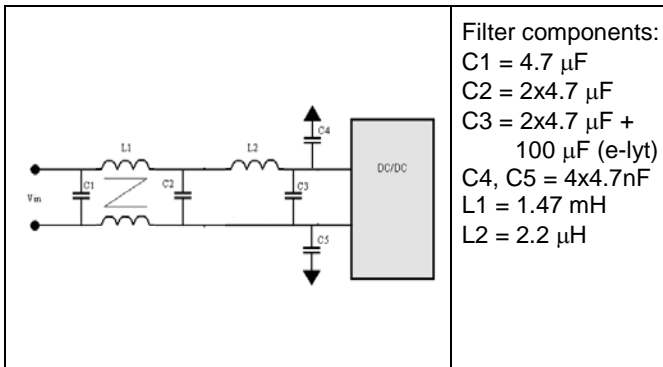 L1
L2
C4
DC/DC
Vin
C1
C2
C3
C5
Filter components:
C1 = 4.7 μF
C2 = 2x4.7 μF
C3 = 2x4.7 μF +
100 μF (e-lyt)
C4, C5 = 4x4.7nF
L1 = 1.47 mH
L2 = 2.2 μH